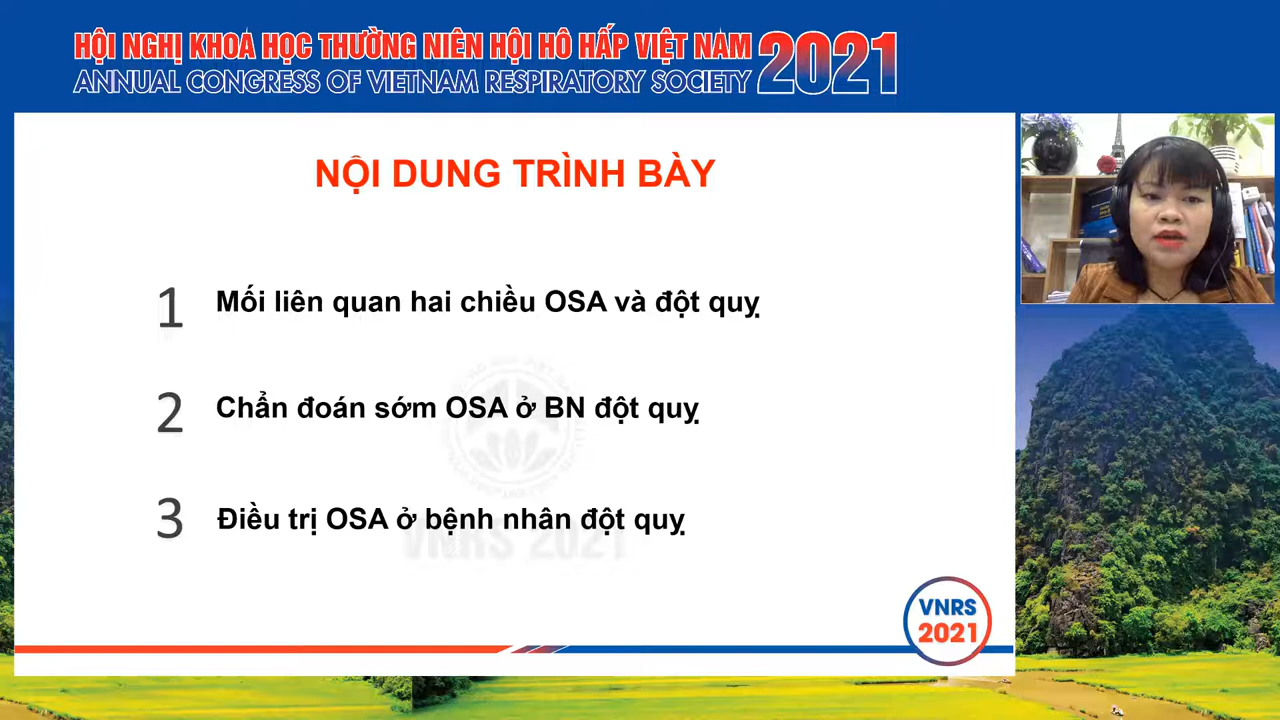 HỘI NGHỊ KHOA HỌC THƯỜNG NIÊN HỘI HÔ HẤP VIỆT NAM 2021
ANNUAL CONGRESS OF VIETNAM RESPIRATORY SOCIETY
NỘI DUNG TRÌNH BÀY
1 Mối liên quan hai chiều OSA và đột quỵ
2 Chẩn đoán sớm OSA ở BN đột quỵ
3 Điều trị OSA ở bệnh nhân đột quỵ
VNRS 2021
VNRS
2021